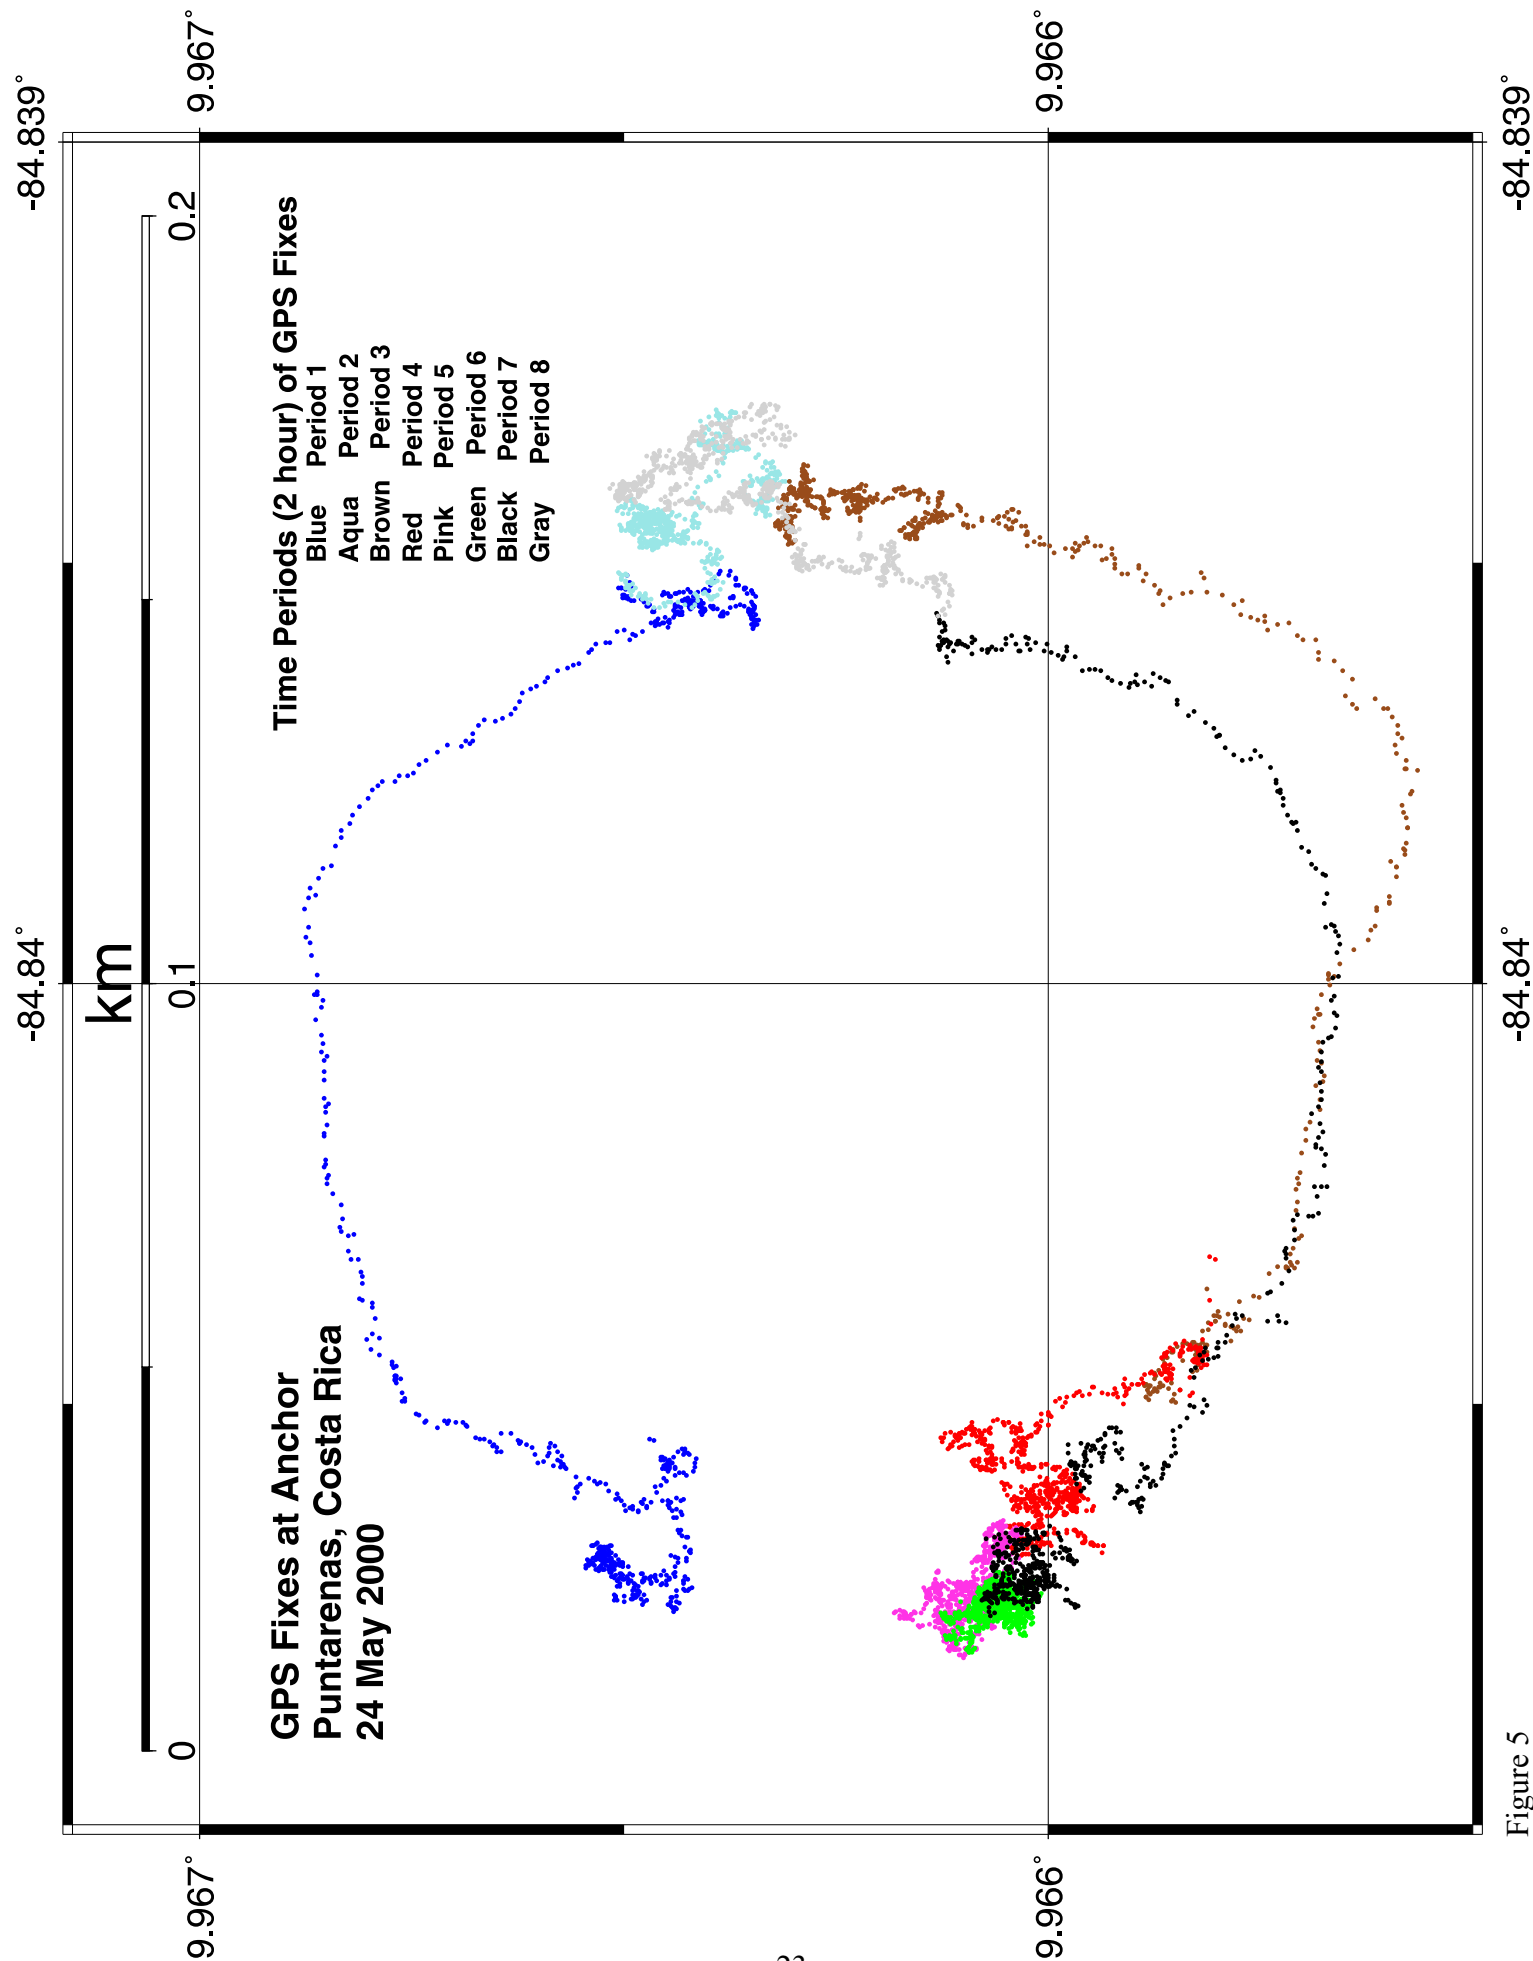 -84.84°
-84.839°
km
0
0.1
0.2
9.967°
9.967°
GPS Fixes at Anchor
Puntarenas, Costa Rica
24 May 2000
Time Periods (2 hour) of GPS Fixes
Blue Period 1
Aqua Period 2
Brown Period 3
Red Period 4
Pink Period 5
Green Period 6
Black Period 7
Gray Period 8
9.966°
9.966°
-84.84°
-84.839°
Figure 5